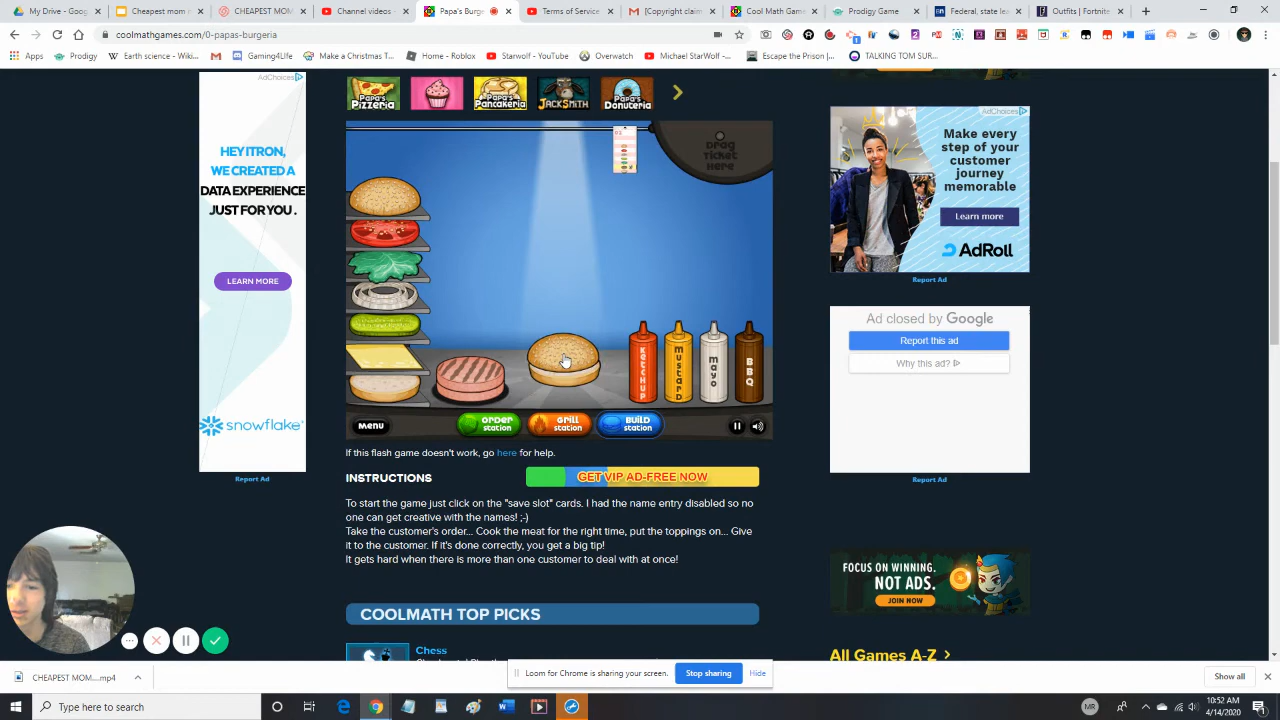 My Drive - Goog
CHEAPEST MOM
Channel videos -
Papa's Burge
Terms of Service
[Copyright claim
Cool Math Game
Prodigy Game
Federal, state lea
Outfits | Fortnite
coolmathgames.com/0-papas-burgeria
Apps
Prodigy
Earth science - Wiki...
M
Gaming4Life
Make a Christmas T...
Home - Roblox
Starwolf - YouTube
Overwatch
Michael StarWolf -...
Escape the Prison |...
TALKING TOM SUR...
AdChoices
HEY ITRON,
WE CREATED A
DATA EXPERIENCE
JUST FOR YOU .
LEARN MORE
snowflake
Report Ad
Papa's Pizzeria
Papa's Pancakeria
JackSmith
Papa's Donuteria
Drag
Ticket
Here
KETCHUP
MUSTARD
MAYO
BBQ
Menu
Order
Station
Grill
Station
Build
Station
If this flash game doesn't work, go here for help.
INSTRUCTIONS
GET VIP AD-FREE NOW
To start the game just click on the "save slot" cards. I had the name entry disabled so no
one can get creative with the names! ;-)
Take the customer's order... Cook the meat for the right time, put the toppings on... Give
it to the customer. If it's done correctly, you get a big tip!
It gets hard when there is more than one customer to deal with at once!
COOLMATH TOP PICKS
Chess
AdChoices
Make every
step of your
customer
journey
memorable
Learn more
AdRoll
Report Ad
Ad closed by Google
Report this ad
Why this ad?
Report Ad
FOCUS ON WINNING.
NOT ADS.
JOIN NOW
All Games A-Z
CHEAPEST MOM....mp4
Loom for Chrome is sharing your screen.
Stop sharing
Hide
Show all
Type here to search
MR
10:52 AM
4/14/2020